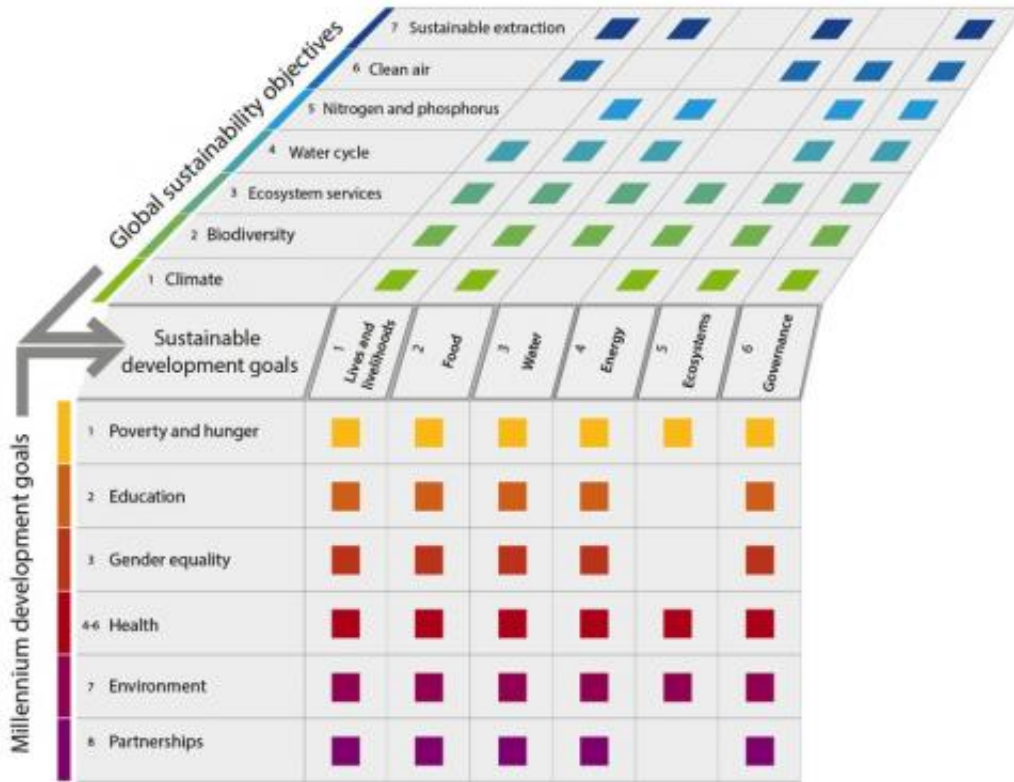 Global sustainability objectives
7 Sustainable extraction
6 Clean air
5 Nitrogen and phosphorus
4 Water cycle
3 Ecosystem services
2 Biodiversity
1 Climate
Sustainable
development goals
1 Lives and
livelihoods
2 Food
3 Water
4 Energy
5 Ecosystems
6 Governance
Millennium development goals
1 Poverty and hunger
2 Education
3 Gender equality
4-6 Health
7 Environment
8 Partnerships